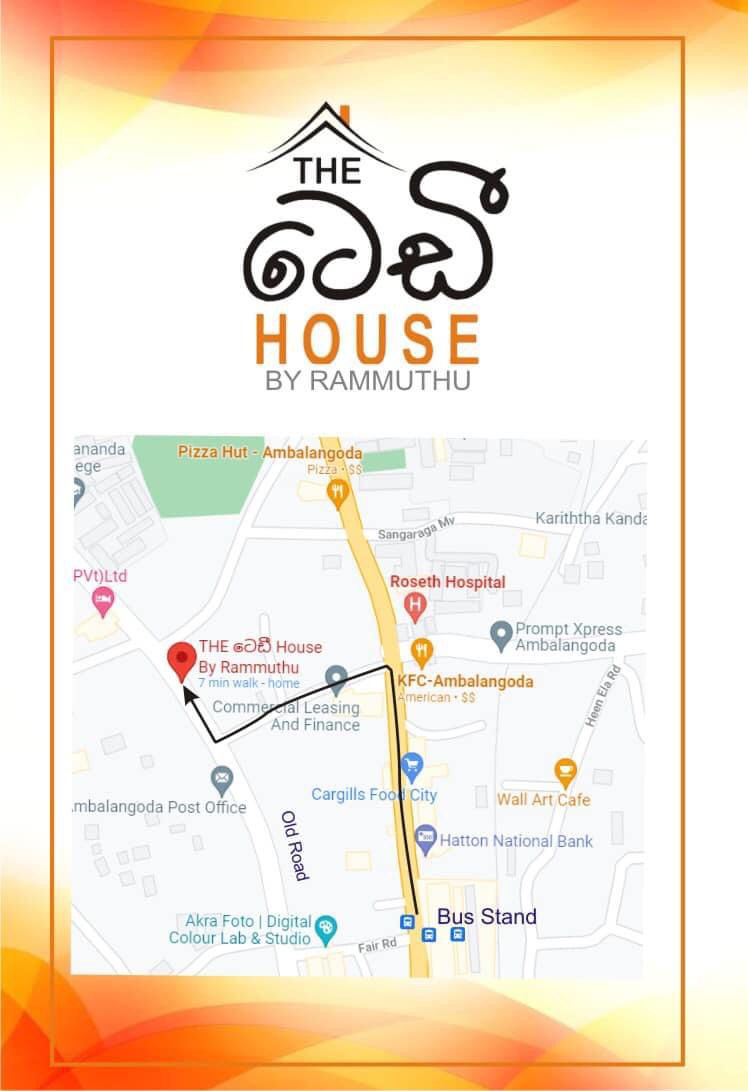 THE
ටෙඩී
HOUSE
BY RAMMUTHU
ananda
ege
Pizza Hut - Ambalangoda
Pizza • $$
Sangaraga Mv
Kariththa Kanda
PVt)Ltd
Roseth Hospital
H
Prompt Xpress
Ambalangoda
THE ටෙඩී House
By Rammuthu
7 min walk - home
KFC-Ambalangoda
American • $$
Commercial Leasing
And Finance
Heen Ela Rd
Cargills Food City
Wall Art Cafe
mbalangoda Post Office
Old Road
Hatton National Bank
Bus Stand
Akra Foto | Digital
Colour Lab & Studio
Fair Rd